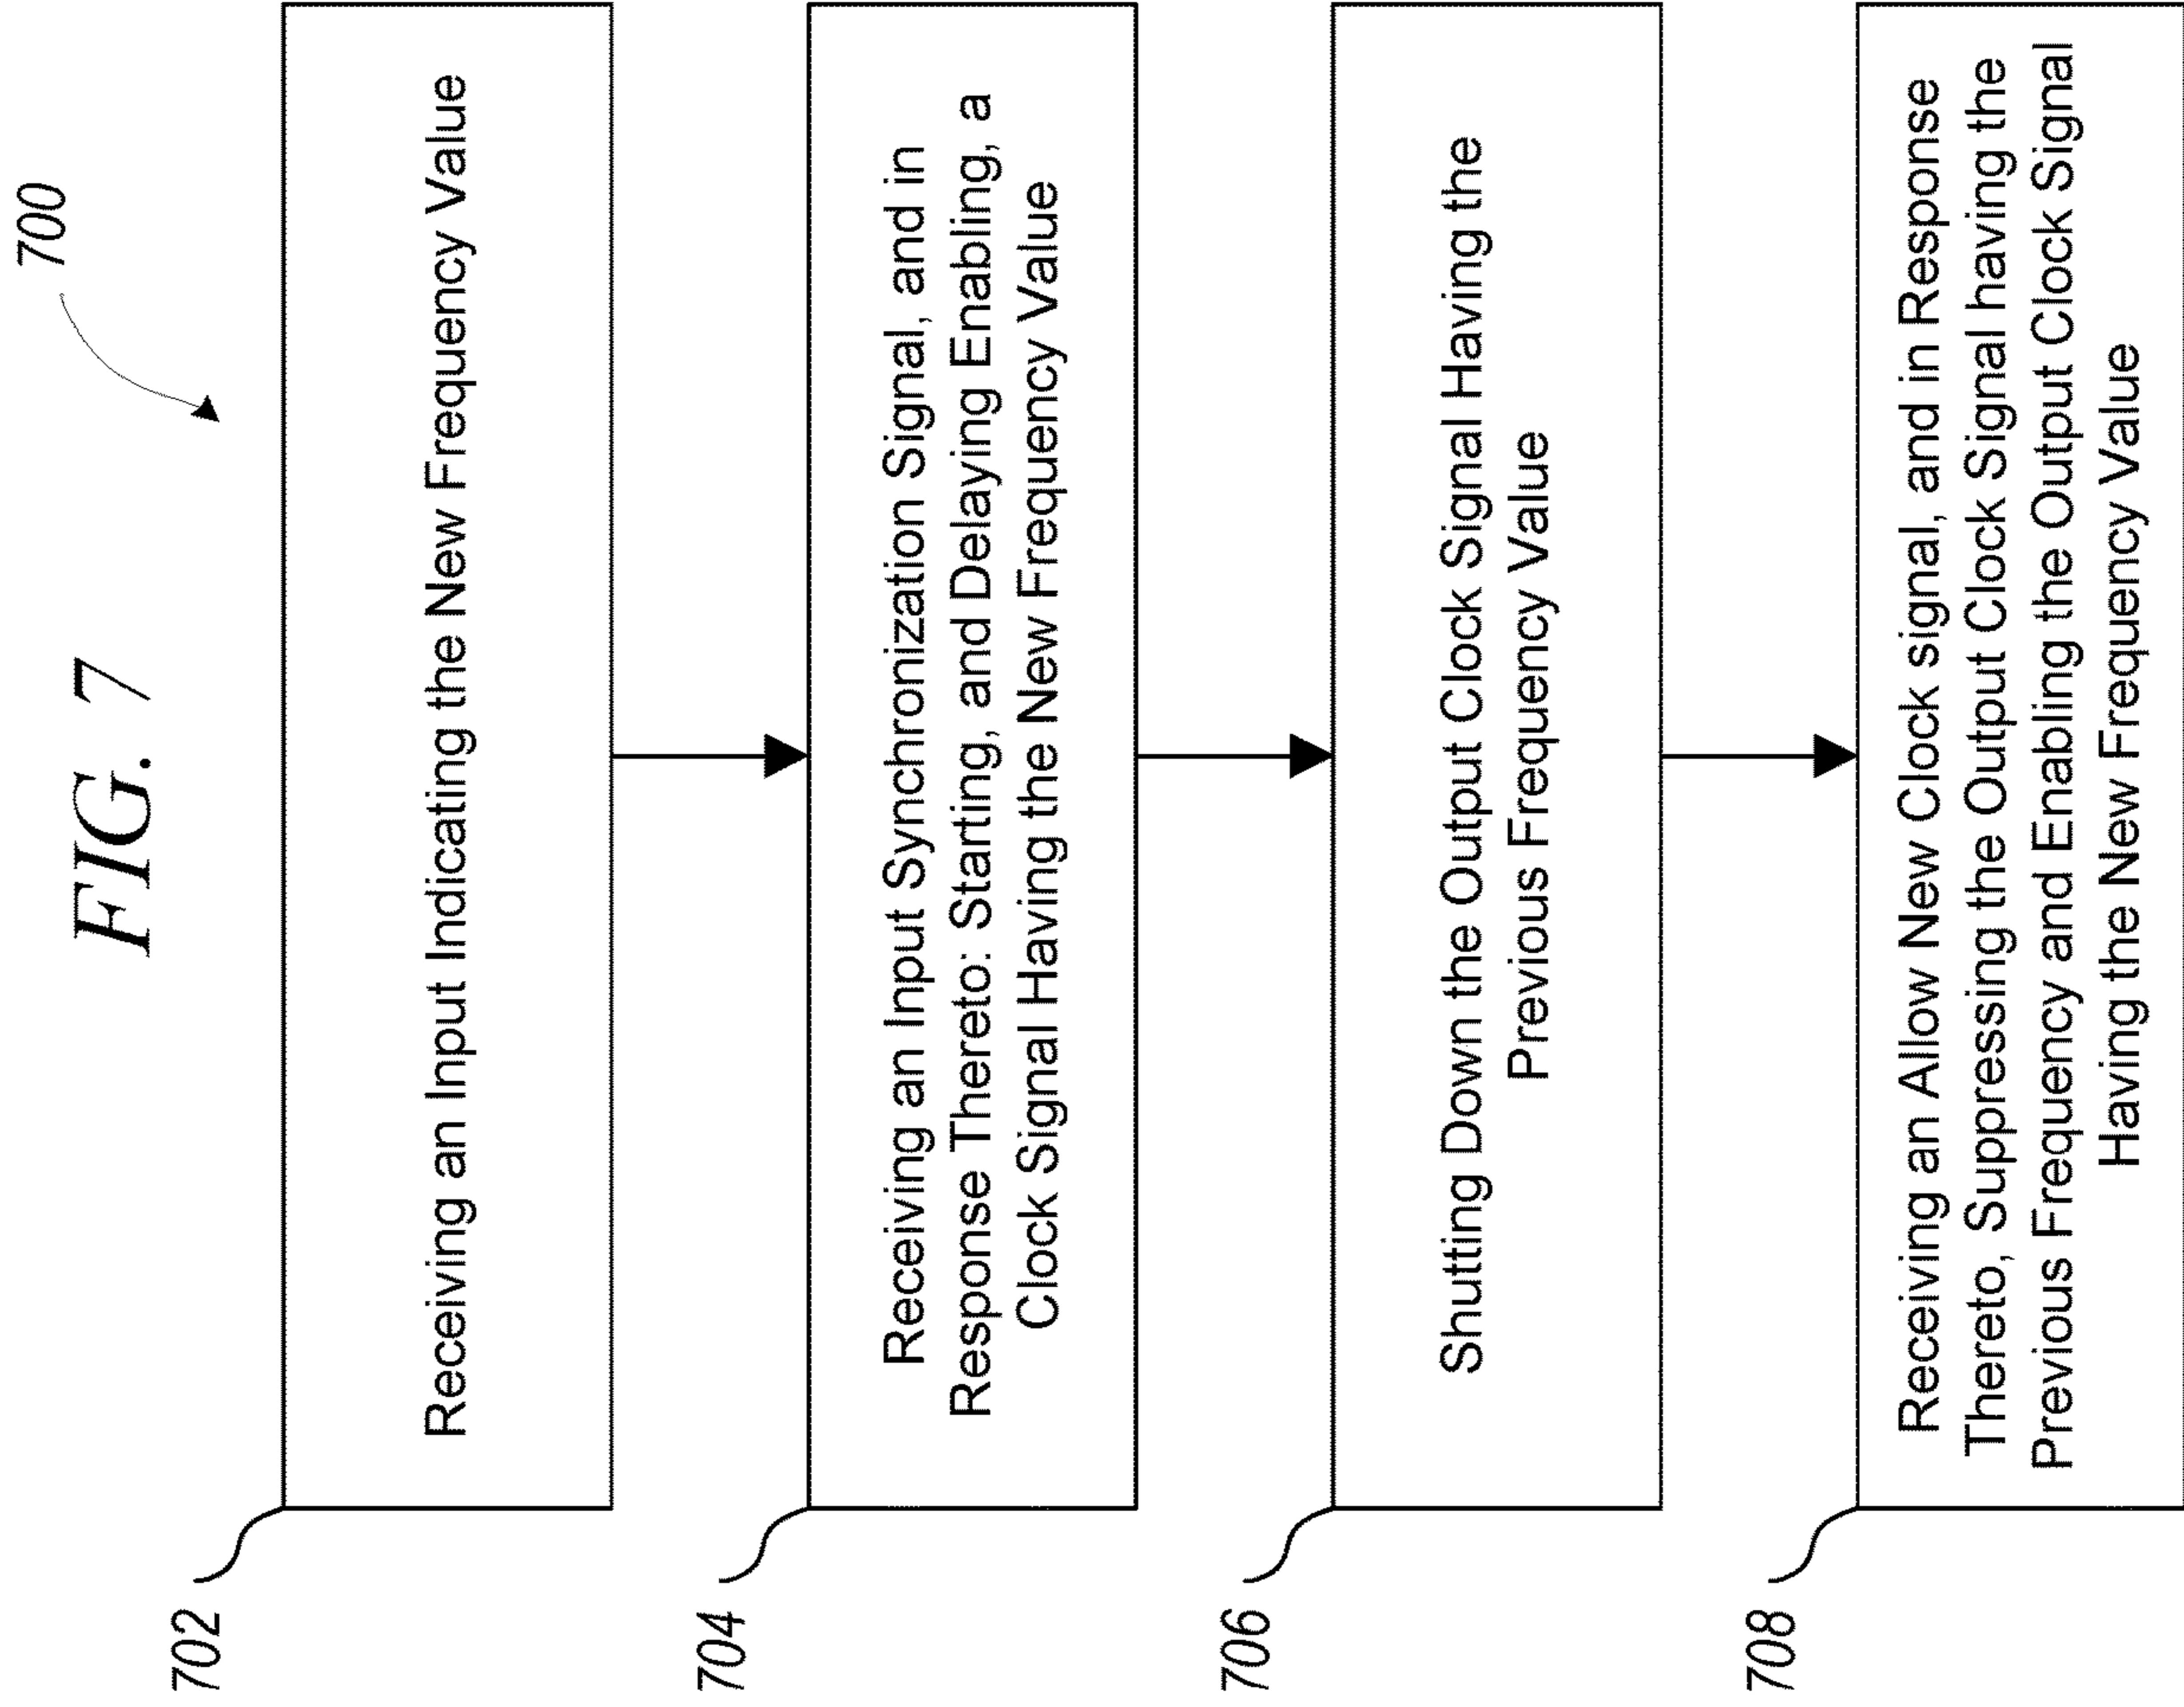 FIG. 7
700
702
Receiving an Input Indicating the New Frequency Value
704
Receiving an Input Synchronization Signal, and in
Response Thereto: Starting, and Delaying Enabling, a
Clock Signal Having the New Frequency Value
706
Shutting Down the Output Clock Signal Having the
Previous Frequency Value
708
Receiving an Allow New Clock signal, and in Response
Thereto, Suppressing the Output Clock Signal having the
Previous Frequency and Enabling the Output Clock Signal
Having the New Frequency Value